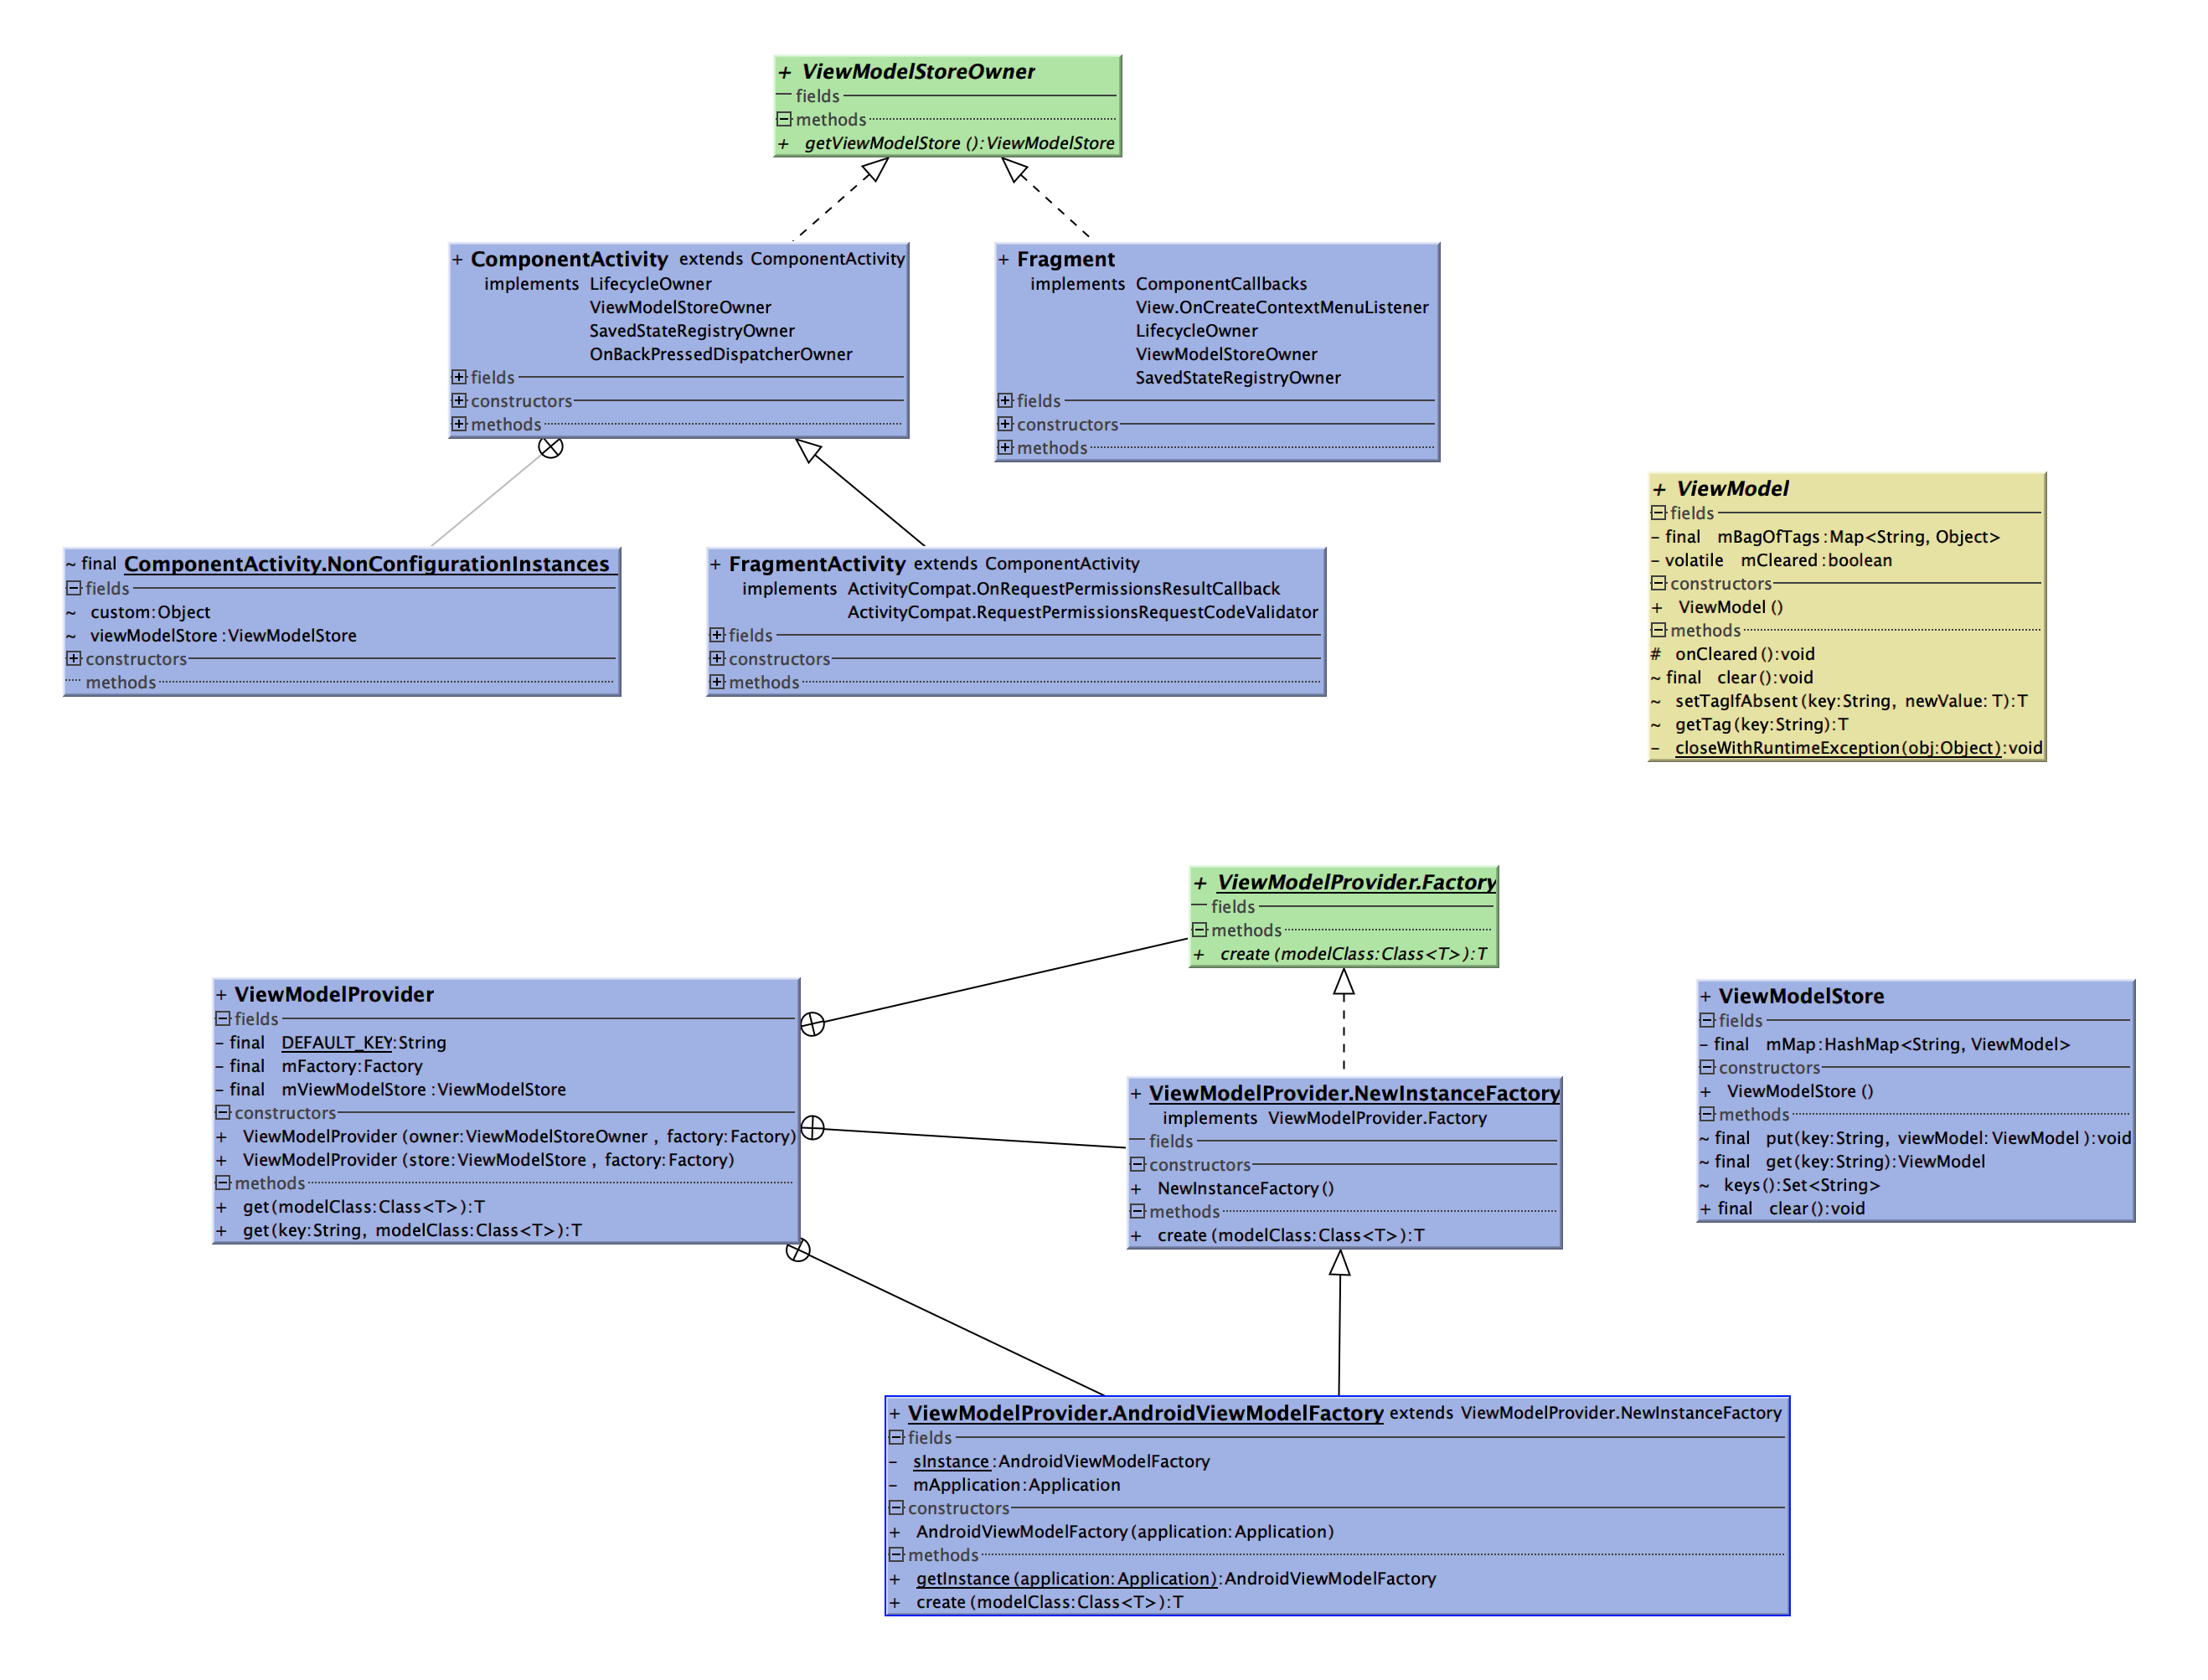 + ViewModelStoreOwner
fields
methods
+ getViewModelStore ():ViewModelStore
+ ComponentActivity extends ComponentActivity
implements LifecycleOwner
ViewModelStoreOwner
SavedStateRegistryOwner
OnBackPressedDispatcherOwner
fields
constructors
methods
+ Fragment
implements ComponentCallbacks
View.OnCreateContextMenuListener
LifecycleOwner
ViewModelStoreOwner
SavedStateRegistryOwner
fields
constructors
methods
~ final ComponentActivity.NonConfigurationInstances
fields
~ custom:Object
~ viewModelStore:ViewModelStore
constructors
methods
+ FragmentActivity extends ComponentActivity
implements ActivityCompat.OnRequestPermissionsResultCallback
ActivityCompat.RequestPermissionsRequestCodeValidator
fields
constructors
methods
+ ViewModel
fields
- final mBagOfTags:Map<String, Object>
- volatile mCleared:boolean
constructors
+ ViewModel ()
methods
# onCleared():void
~ final clear():void
~ setTagIfAbsent(key:String, newValue: T):T
~ getTag(key:String):T
- closeWithRuntimeException(obj:Object):void
+ ViewModelProvider.Factory
fields
methods
+ create(modelClass:Class<T>):T
+ ViewModelProvider
fields
- final DEFAULT_KEY:String
- final mFactory:Factory
- final mViewModelStore:ViewModelStore
constructors
+ ViewModelProvider(owner:ViewModelStoreOwner, factory:Factory)
+ ViewModelProvider(store:ViewModelStore, factory:Factory)
methods
+ get(modelClass:Class<T>):T
+ get(key:String, modelClass:Class<T>):T
+ ViewModelProvider.NewInstanceFactory
implements ViewModelProvider.Factory
fields
constructors
+ NewInstanceFactory()
methods
+ create(modelClass:Class<T>):T
+ ViewModelStore
fields
- final mMap:HashMap<String, ViewModel>
constructors
+ ViewModelStore()
methods
~ final put(key:String, viewModel:ViewModel):void
~ final get(key:String):ViewModel
~ keys():Set<String>
+ final clear():void
+ ViewModelProvider.AndroidViewModelFactory extends ViewModelProvider.NewInstanceFactory
fields
- sInstance:AndroidViewModelFactory
- mApplication:Application
constructors
+ AndroidViewModelFactory(application:Application)
methods
+ getInstance(application:Application):AndroidViewModelFactory
+ create(modelClass:Class<T>):T